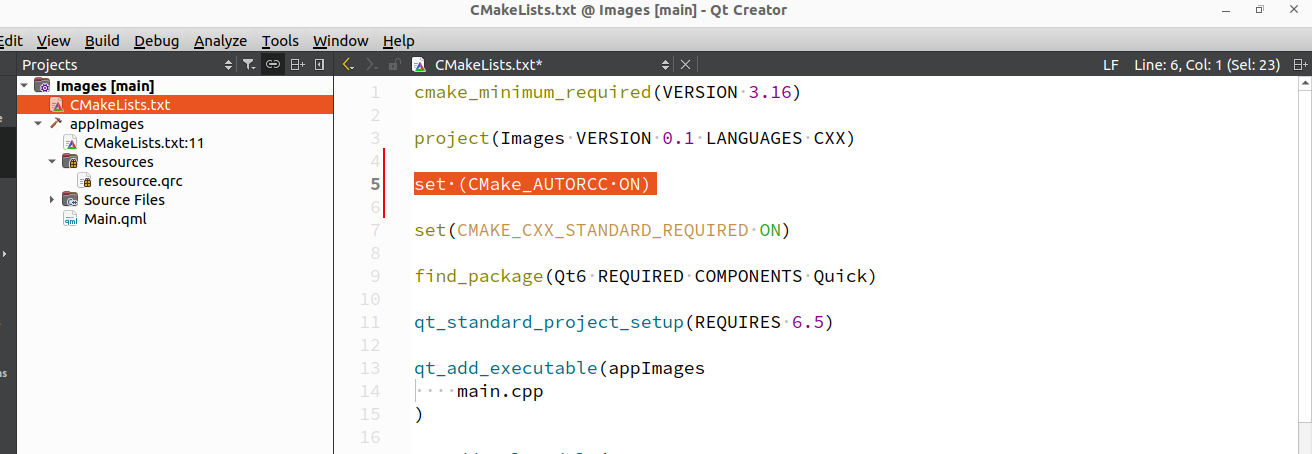 CMakeLists.txt @ Images [main] - Qt Creator
Edit View Build Debug Analyze Tools Window Help
Projects
CMakeLists.txt*
LF Line: 6, Col: 1 (Sel: 23)
Images [main]
CMakeLists.txt
appImages
CMakeLists.txt:11
Resources
resource.qrc
Source Files
Main.qml
1 cmake_minimum_required(VERSION 3.16)
2
3 project(Images VERSION 0.1 LANGUAGES CXX)
4
5 set (CMake_AUTORCC ON)
6
7 set(CMAKE_CXX_STANDARD_REQUIRED ON)
8
9 find_package(Qt6 REQUIRED COMPONENTS Quick)
10
11 qt_standard_project_setup(REQUIRES 6.5)
12
13 qt_add_executable(appImages
14 main.cpp
15 )
16